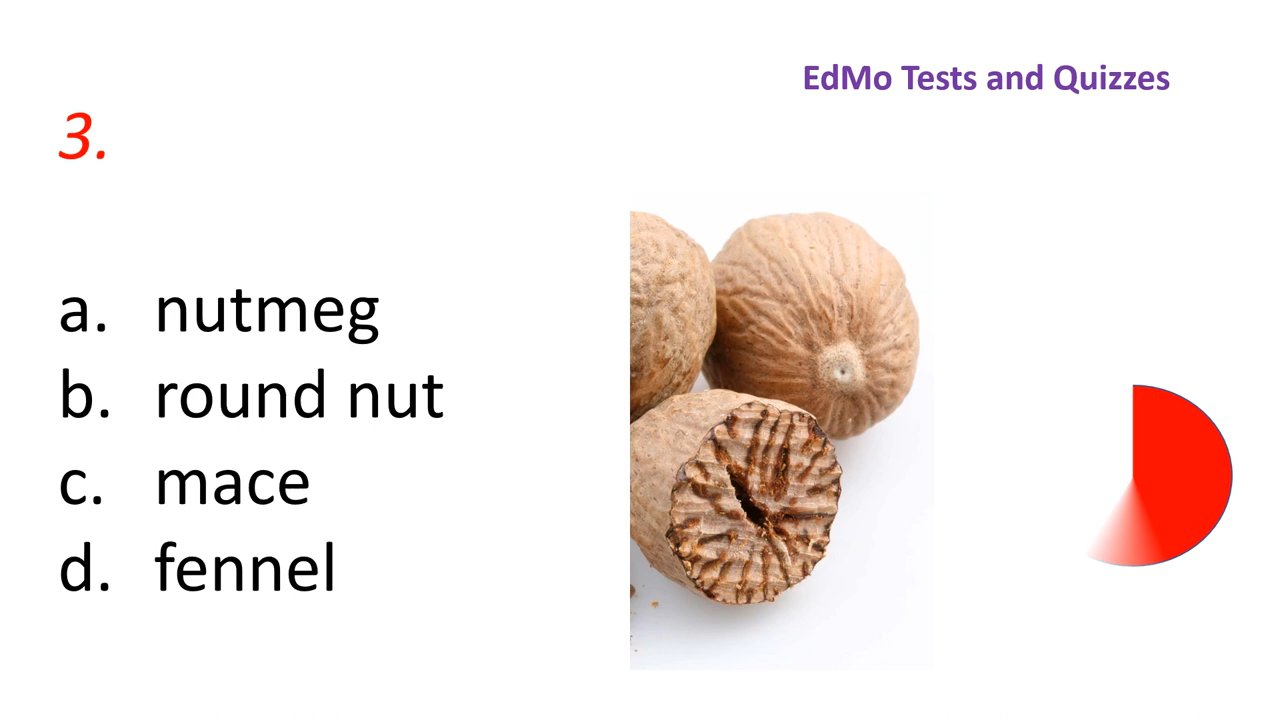 EdMo Tests and Quizzes
3.
a. nutmeg
b. round nut
c. mace
d. fennel